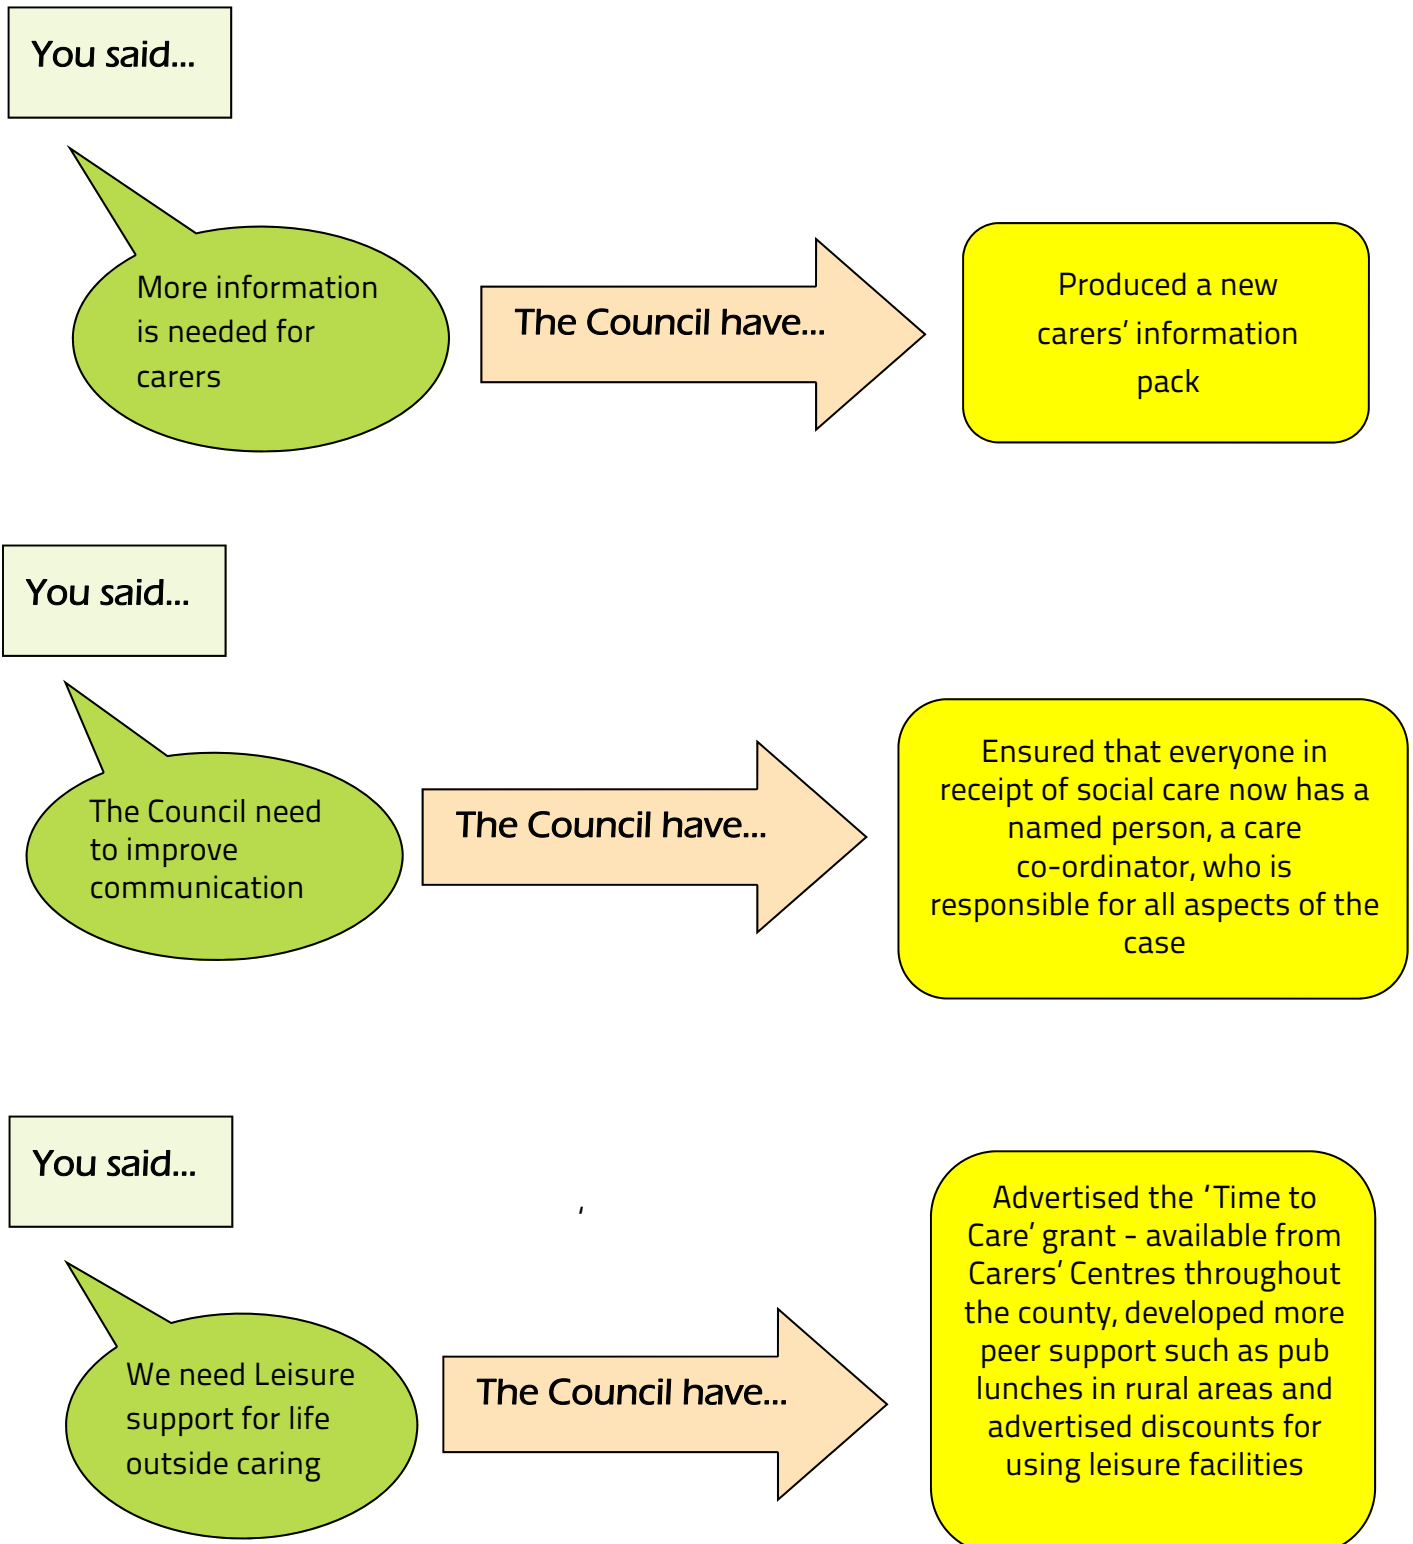 You said...
More information
is needed for
carers
The Council have...
Produced a new
carers’ information
pack
You said...
The Council need
to improve
communication
The Council have...
Ensured that everyone in
receipt of social care now has a
named person, a care
co-ordinator, who is
responsible for all aspects of the
case
You said...
‘
We need Leisure
support for life
outside caring
The Council have...
Advertised the ‘Time to
Care’ grant - available from
Carers’ Centres throughout
the county, developed more
peer support such as pub
lunches in rural areas and
advertised discounts for
using leisure facilities